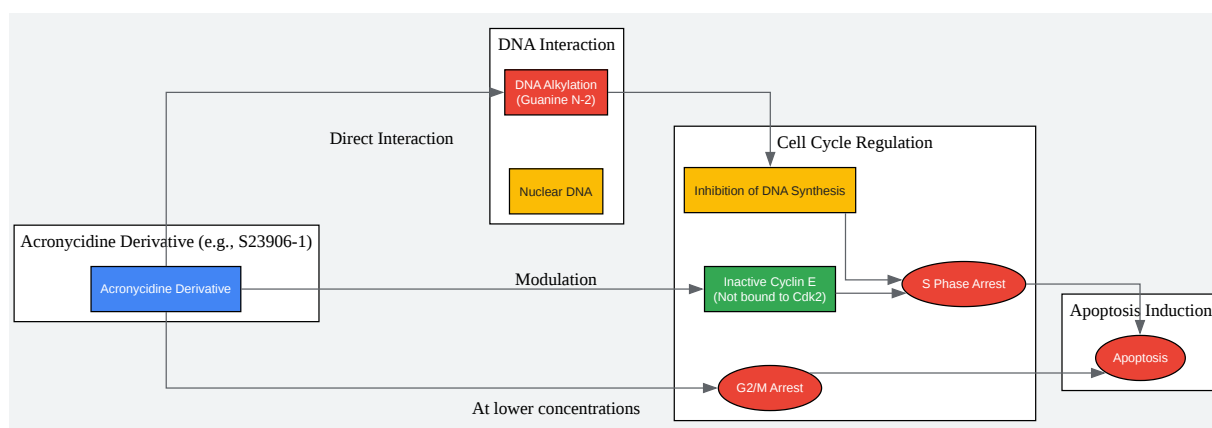 DNA Interaction
DNA Alkylation
(Guanine N-2)
Direct Interaction
Cell Cycle Regulation
Nuclear DNA
Inhibition of DNA Synthesis
Acronycidine Derivative (e.g., S23906-1)
Acronycidine Derivative
Modulation
Inactive Cyclin E
(Not bound to Cdk2)
S Phase Arrest
Apoptosis Induction
Apoptosis
G2/M Arrest
At lower concentrations